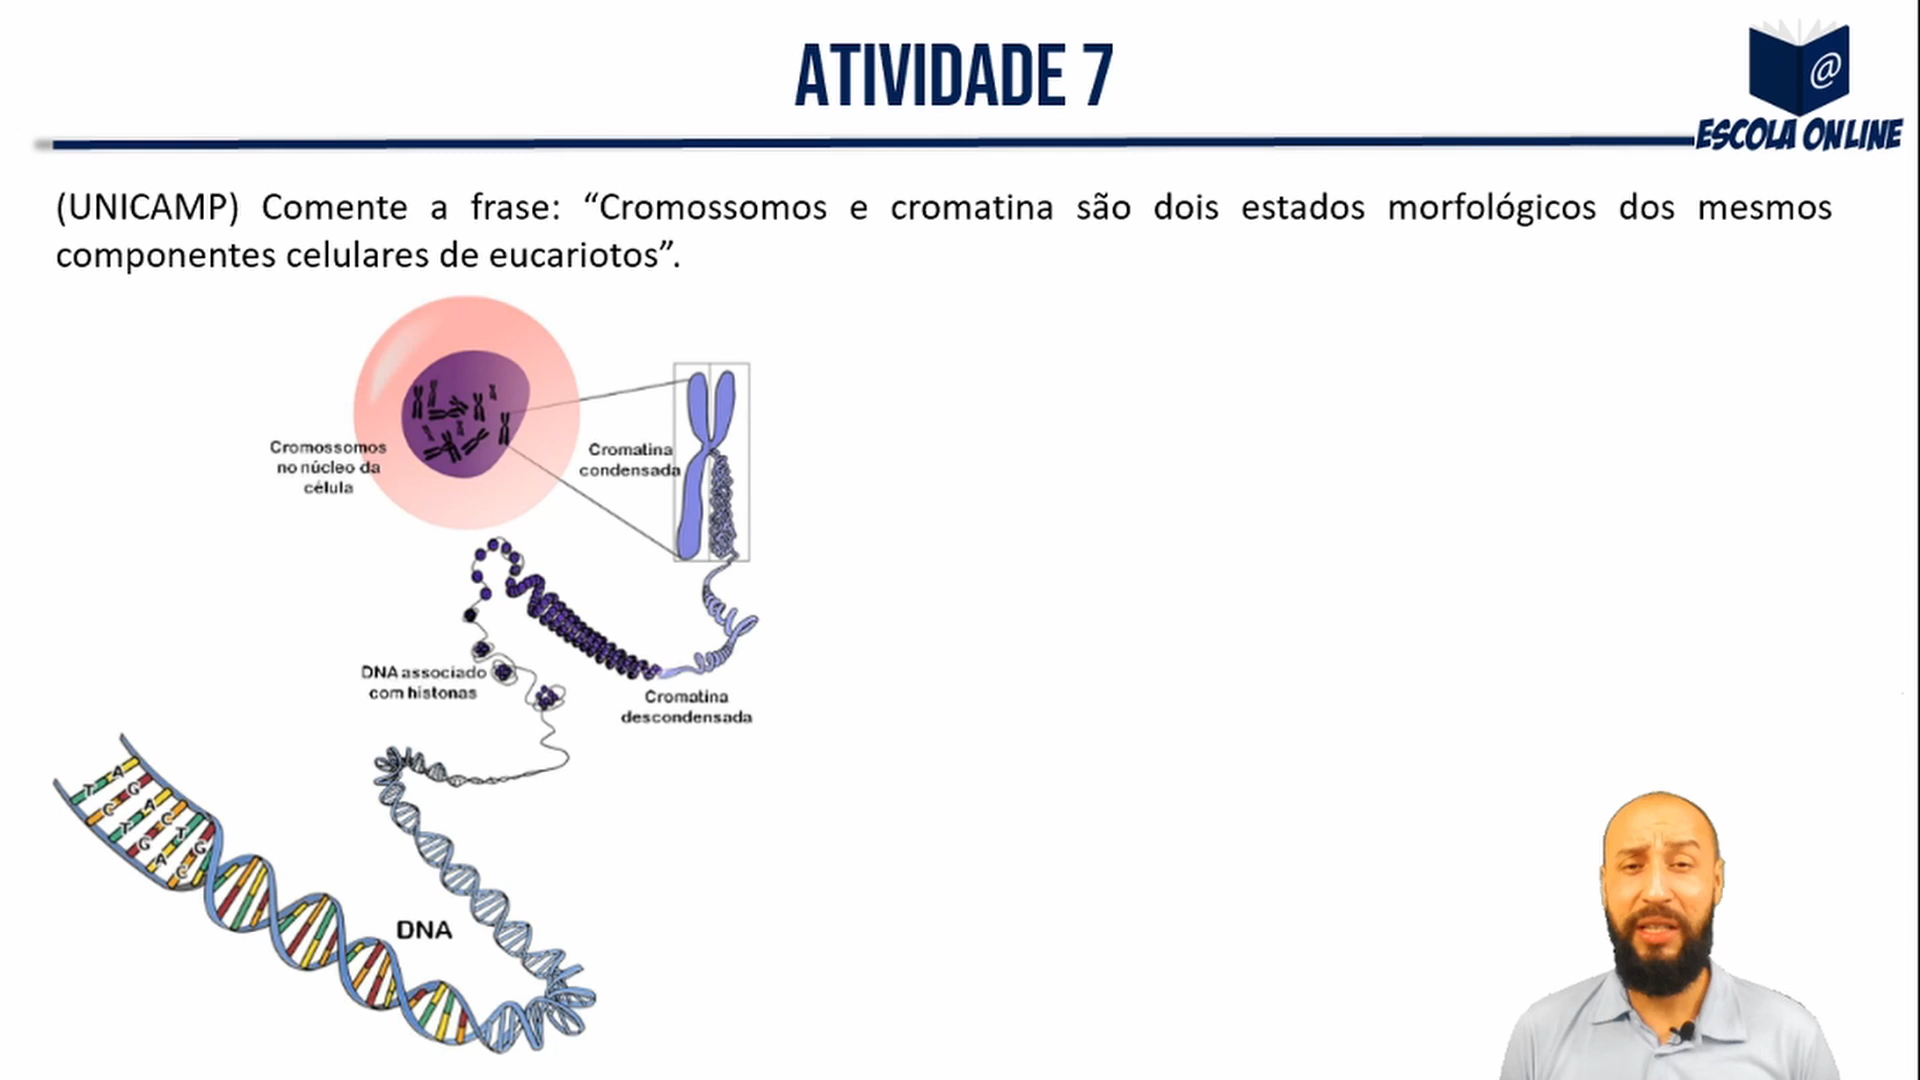 ATIVIDADE 7
@
ESCOLA ONLINE
(UNICAMP) Comente a frase: “Cromossomos e cromatina são dois estados morfológicos dos mesmos
componentes celulares de eucariotos”.
Cromossomos
no núcleo da
célula
Cromatina
condensada
DNA associado
com histonas
Cromatina
descondensada
T A
C G
T A
G C
A T
C G
DNA